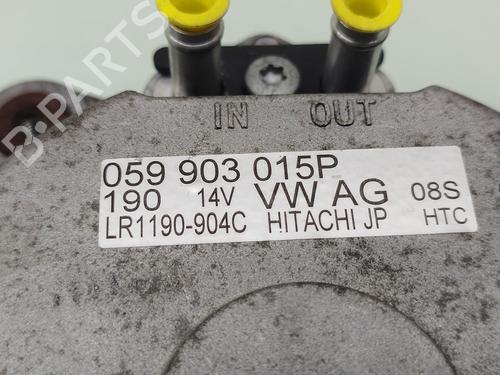 B-PARTS
IN OUT
059 903 015P
190 14V VW AG 08S
LR1190-904C HITACHI JP HTC